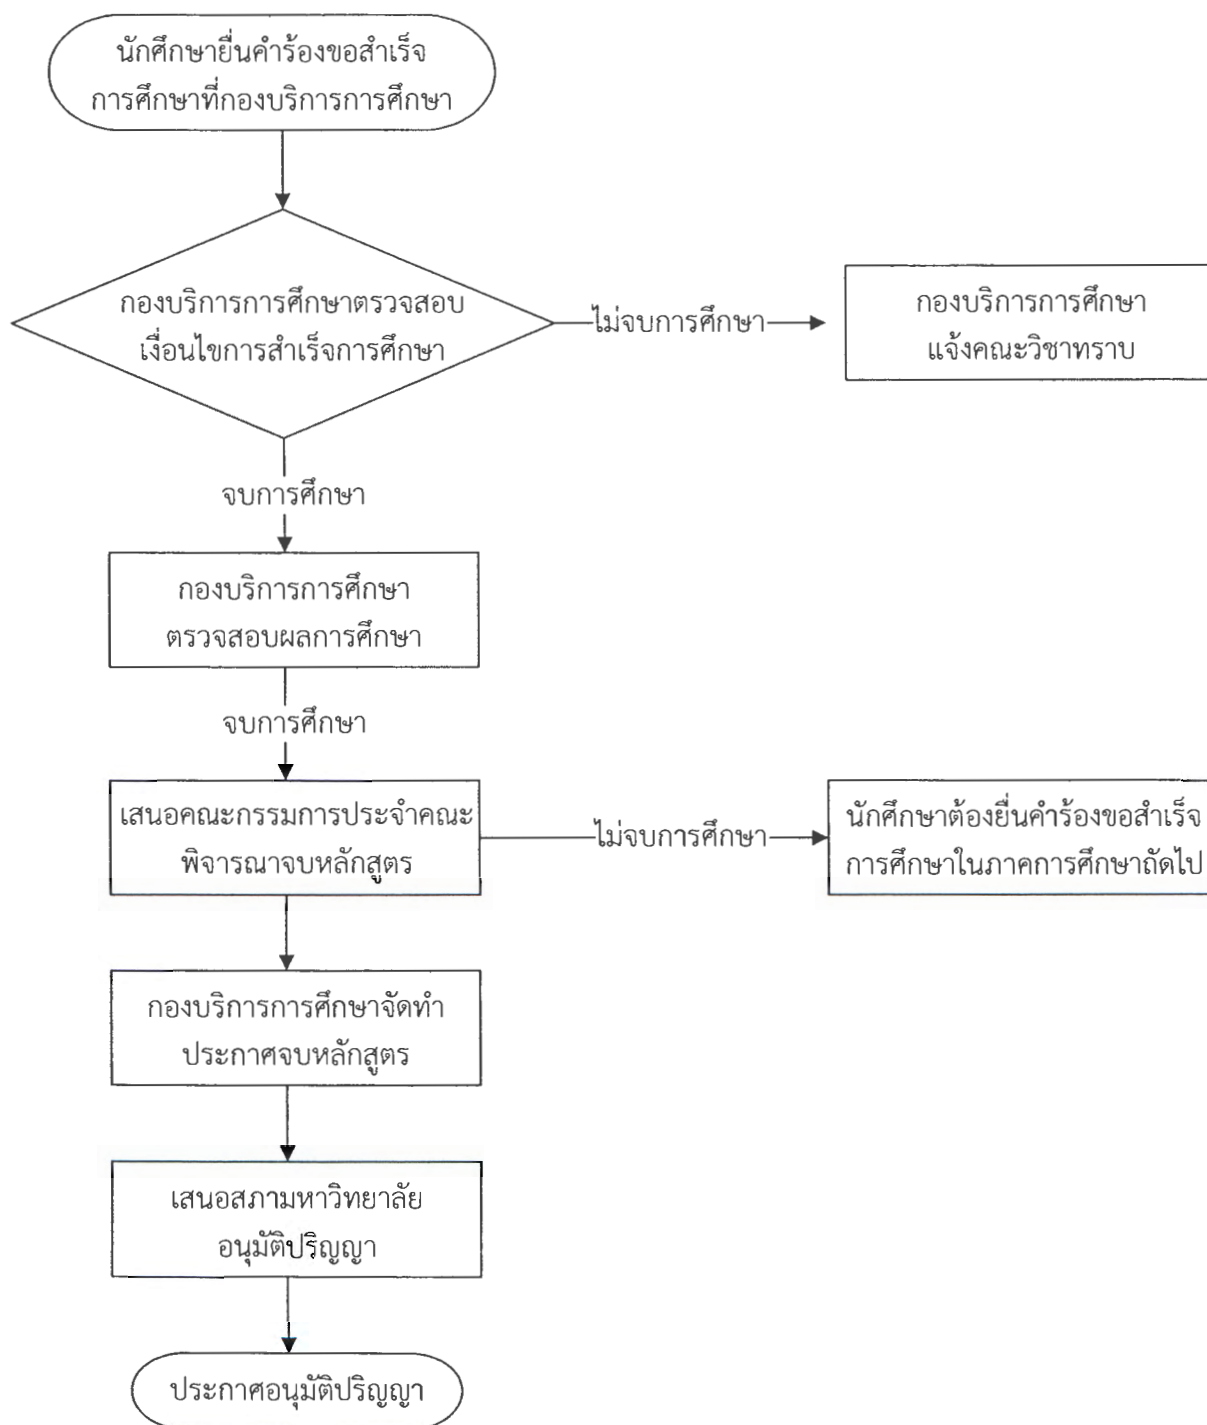 นักศึกษายื่นคำร้องขอสำเร็จ
การศึกษาที่กองบริการการศึกษา
กองบริการการศึกษาตรวจสอบ
เงื่อนไขการสำเร็จการศึกษา
ไม่จบการศึกษา
กองบริการการศึกษา
แจ้งคณะวิชาทราบ
จบการศึกษา
กองบริการการศึกษา
ตรวจสอบผลการศึกษา
จบการศึกษา
เสนอคณะกรรมการประจำคณะ
พิจารณาจบหลักสูตร
ไม่จบการศึกษา
นักศึกษาต้องยื่นคำร้องขอสำเร็จ
การศึกษาในภาคการศึกษาถัดไป
กองบริการการศึกษาจัดทำ
ประกาศจบหลักสูตร
เสนอสภามหาวิทยาลัย
อนุมัติปริญญา
ประกาศอนุมัติปริญญา